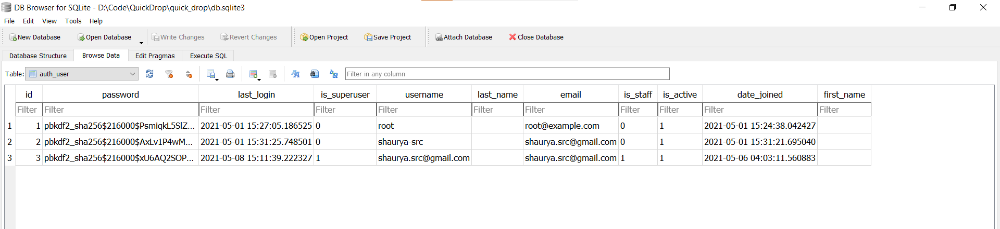 DB Browser for SQLite - D:\Code\QuickDrop\quick_drop\db.sqlite3
File Edit View Tools Help
New Database Open Database Write Changes Revert Changes Open Project Save Project Attach Database Close Database
Database Structure Browse Data Edit Pragmas Execute SQL
Table: auth_user Filter in any column
id password last_login is_superuser username last_name email is_staff is_active date_joined first_name
Filter Filter Filter Filter Filter Filter Filter Filter Filter Filter Filter
1 1 pbkdf2_sha256$216000$PsmiqkL5SlZ... 2021-05-01 15:27:05.186525 0 root root@example.com 0 1 2021-05-01 15:24:38.042427
2 2 pbkdf2_sha256$216000$AxLv1P4wM... 2021-05-01 15:31:25.748501 0 shaurya-src shaurya.src@gmail.com 0 1 2021-05-01 15:31:21.695040
3 3 pbkdf2_sha256$216000$xU6AQ2SOP... 2021-05-08 15:11:39.222327 1 shaurya.src@gmail.com shaurya.src@gmail.com 1 1 2021-05-06 04:03:11.560883